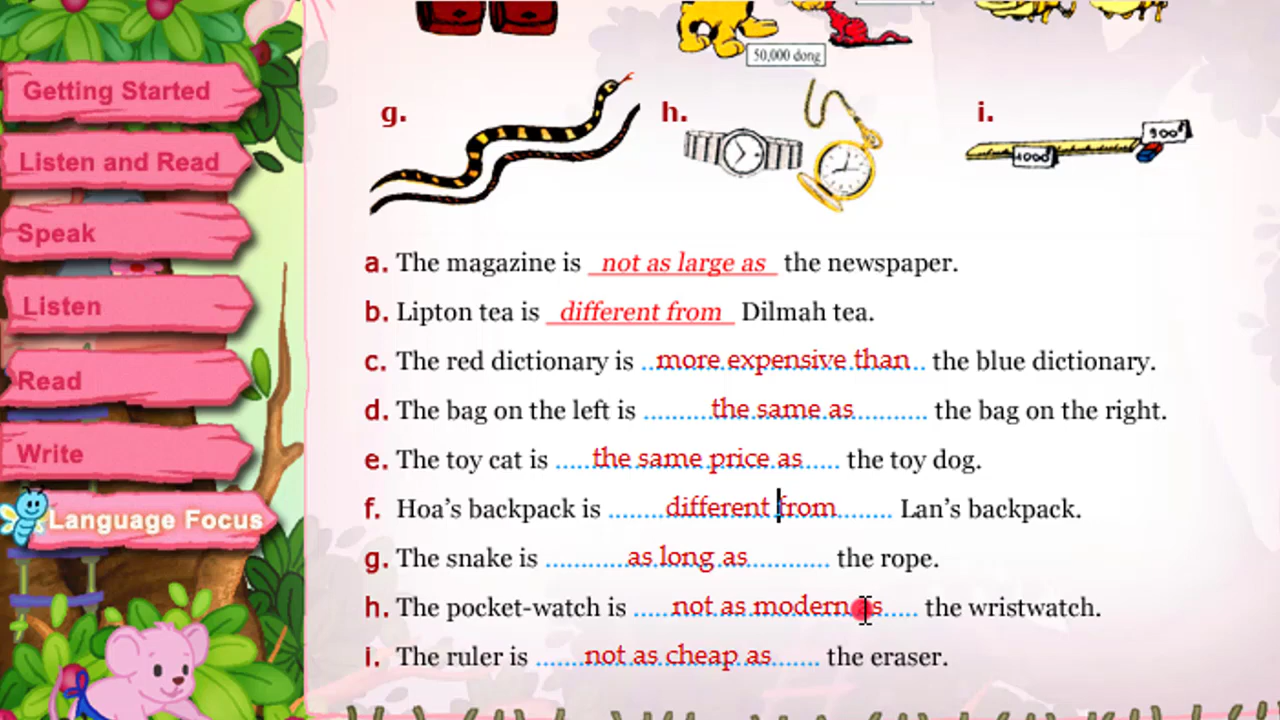 50,000 dong
Getting Started
Listen and Read
Speak
Listen
Read
Write
Language Focus
g.
h.
i.
1000đ
900đ
a. The magazine is not as large as the newspaper.
b. Lipton tea is different from Dilmah tea.
c. The red dictionary is ..more expensive than.. the blue dictionary.
d. The bag on the left is ..........the same as........... the bag on the right.
e. The toy cat is .....the same price as..... the toy dog.
f. Hoa's backpack is ........different from........ Lan's backpack.
g. The snake is ............as long as............ the rope.
h. The pocket-watch is .....not as modern as..... the wristwatch.
i. The ruler is .......not as cheap as....... the eraser.